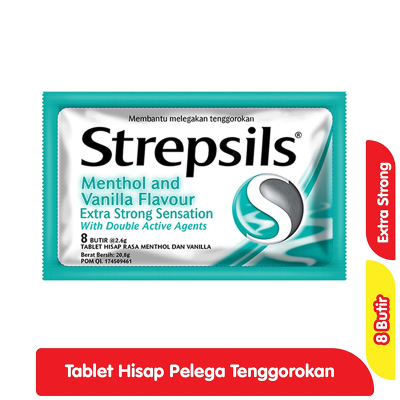 Membantu melegakan tenggorokan
Strepsils®
Menthol and
Vanilla Flavour
Extra Strong Sensation
With Double Active Agents
8 BUTIR @2.6g
TABLET HISAP RASA MENTHOL DAN VANILLA
Berat Bersih: 20,8g
POM QL 174509461
Extra Strong
8 Butir
Tablet Hisap Pelega Tenggorokan